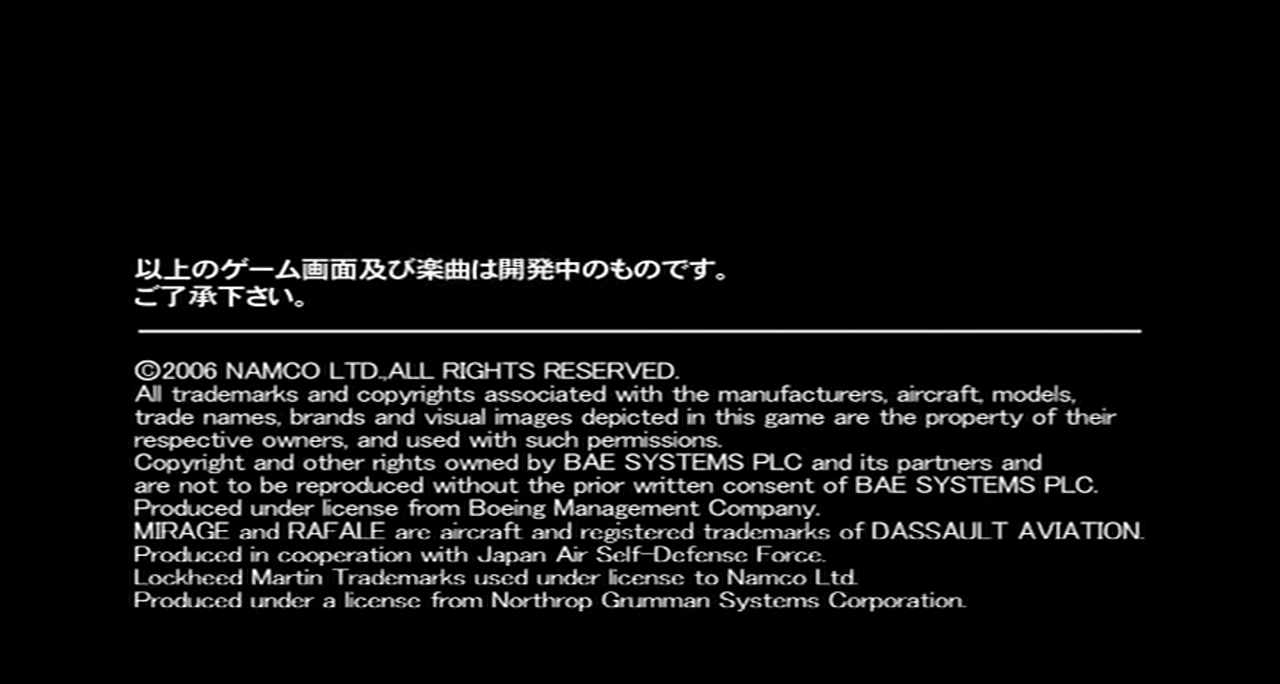 以上のゲーム画面及び楽曲は開発中のものです。
ご了承下さい。
©2006 NAMCO LTD.,ALL RIGHTS RESERVED.
All trademarks and copyrights associated with the manufacturers, aircraft, models,
trade names, brands and visual images depicted in this game are the property of their
respective owners, and used with such permissions.
Copyright and other rights owned by BAE SYSTEMS PLC and its partners and
are not to be reproduced without the prior written consent of BAE SYSTEMS PLC.
Produced under license from Boeing Management Company.
MIRAGE and RAFALE are aircraft and registered trademarks of DASSAULT AVIATION.
Produced in cooperation with Japan Air Self-Defense Force.
Lockheed Martin Trademarks used under license to Namco Ltd.
Produced under a license from Northrop Grumman Systems Corporation.